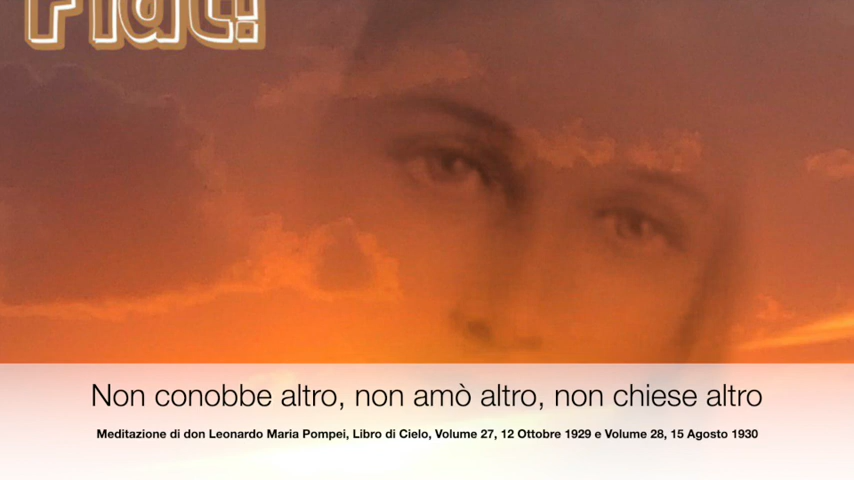 Fiat!
Non conobbe altro, non amò altro, non chiese altro
Meditazione di don Leonardo Maria Pompei, Libro di Cielo, Volume 27, 12 Ottobre 1929 e Volume 28, 15 Agosto 1930